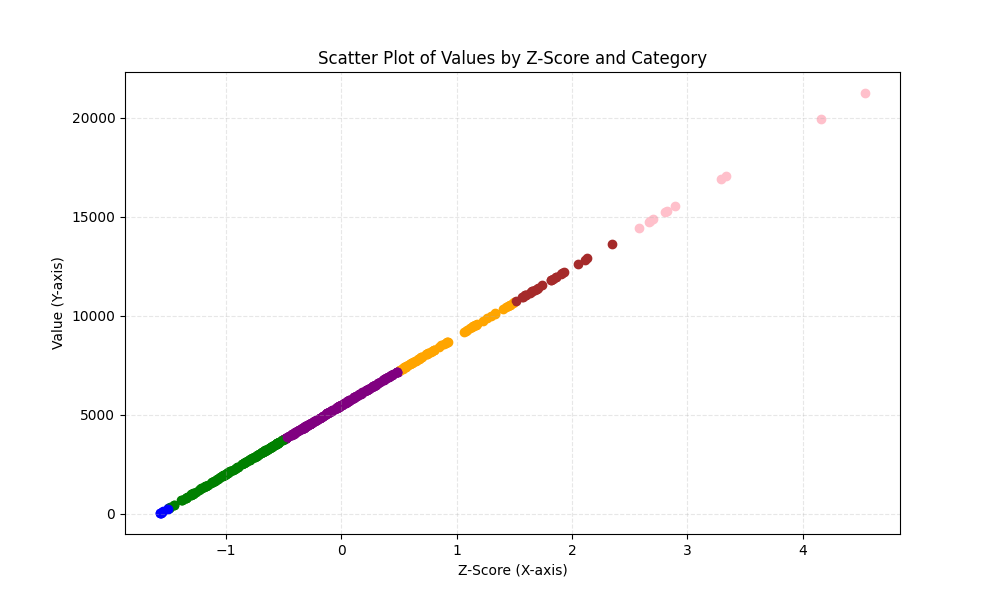 Scatter Plot of Values by Z-Score and Category
20000
15000
10000
5000
0
Value (Y-axis)
−1 0 1 2 3 4
Z-Score (X-axis)